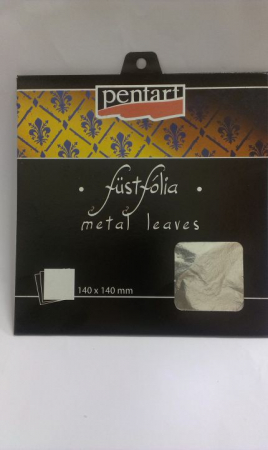 pentart
füstfólia
metal leaves
140 x 140 mm